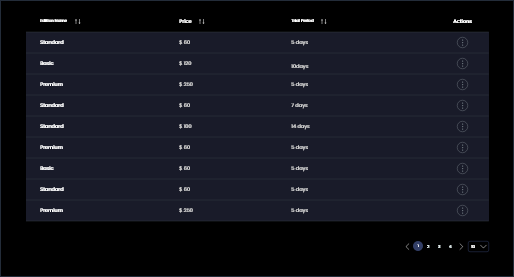 Edition Name Price Trial Period Actions
Standard $ 60 5 days
Basic $ 120 10days
Premium $ 250 5 days
Standard $ 60 7 days
Standard $ 100 14 days
Premium $ 60 5 days
Basic $ 60 5 days
Standard $ 60 5 days
Premium $ 250 5 days
1 2 3 4 10